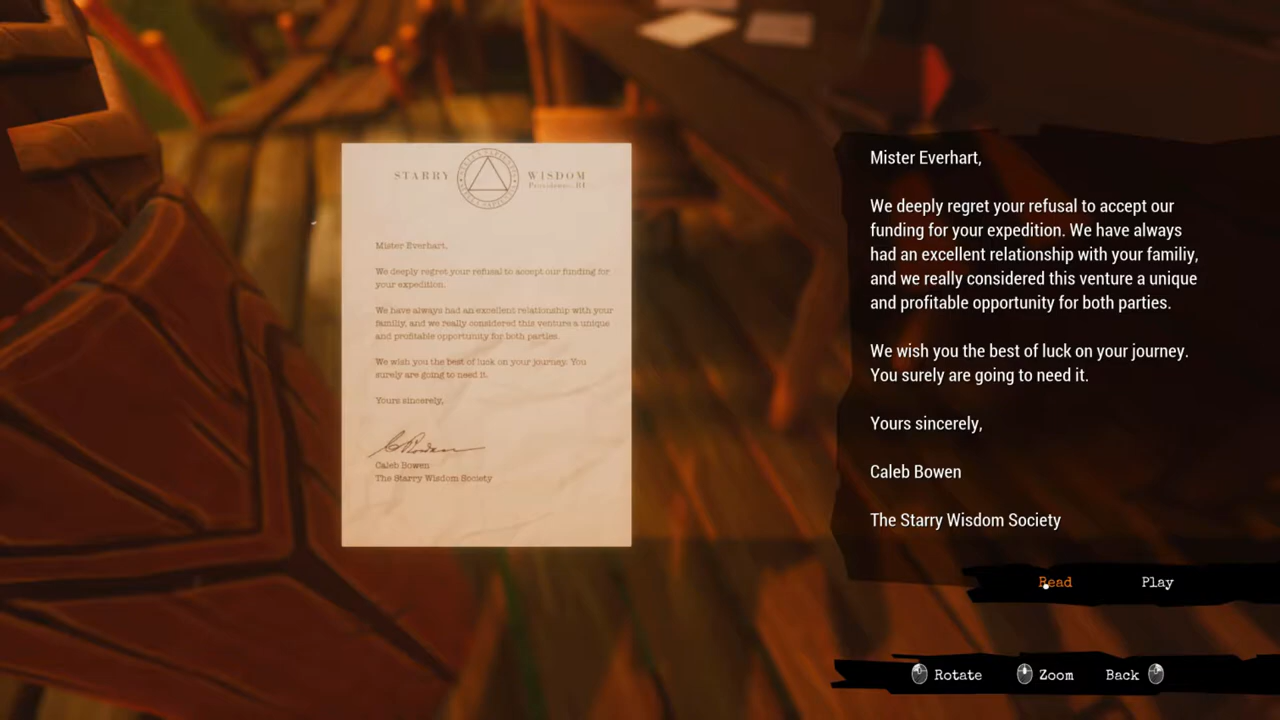 STARRY WISDOM
Providence, RI
Mister Everhart,
We deeply regret your refusal to accept our funding for
your expedition.
We have always had an excellent relationship with your
familiy, and we really considered this venture a unique
and profitable opportunity for both parties.
We wish you the best of luck on your journey. You
surely are going to need it.
Yours sincerely,
Caleb Bowen
The Starry Wisdom Society
Mister Everhart,
We deeply regret your refusal to accept our
funding for your expedition. We have always
had an excellent relationship with your familiy,
and we really considered this venture a unique
and profitable opportunity for both parties.
We wish you the best of luck on your journey.
You surely are going to need it.
Yours sincerely,
Caleb Bowen
The Starry Wisdom Society
Read Play
Rotate Zoom Back